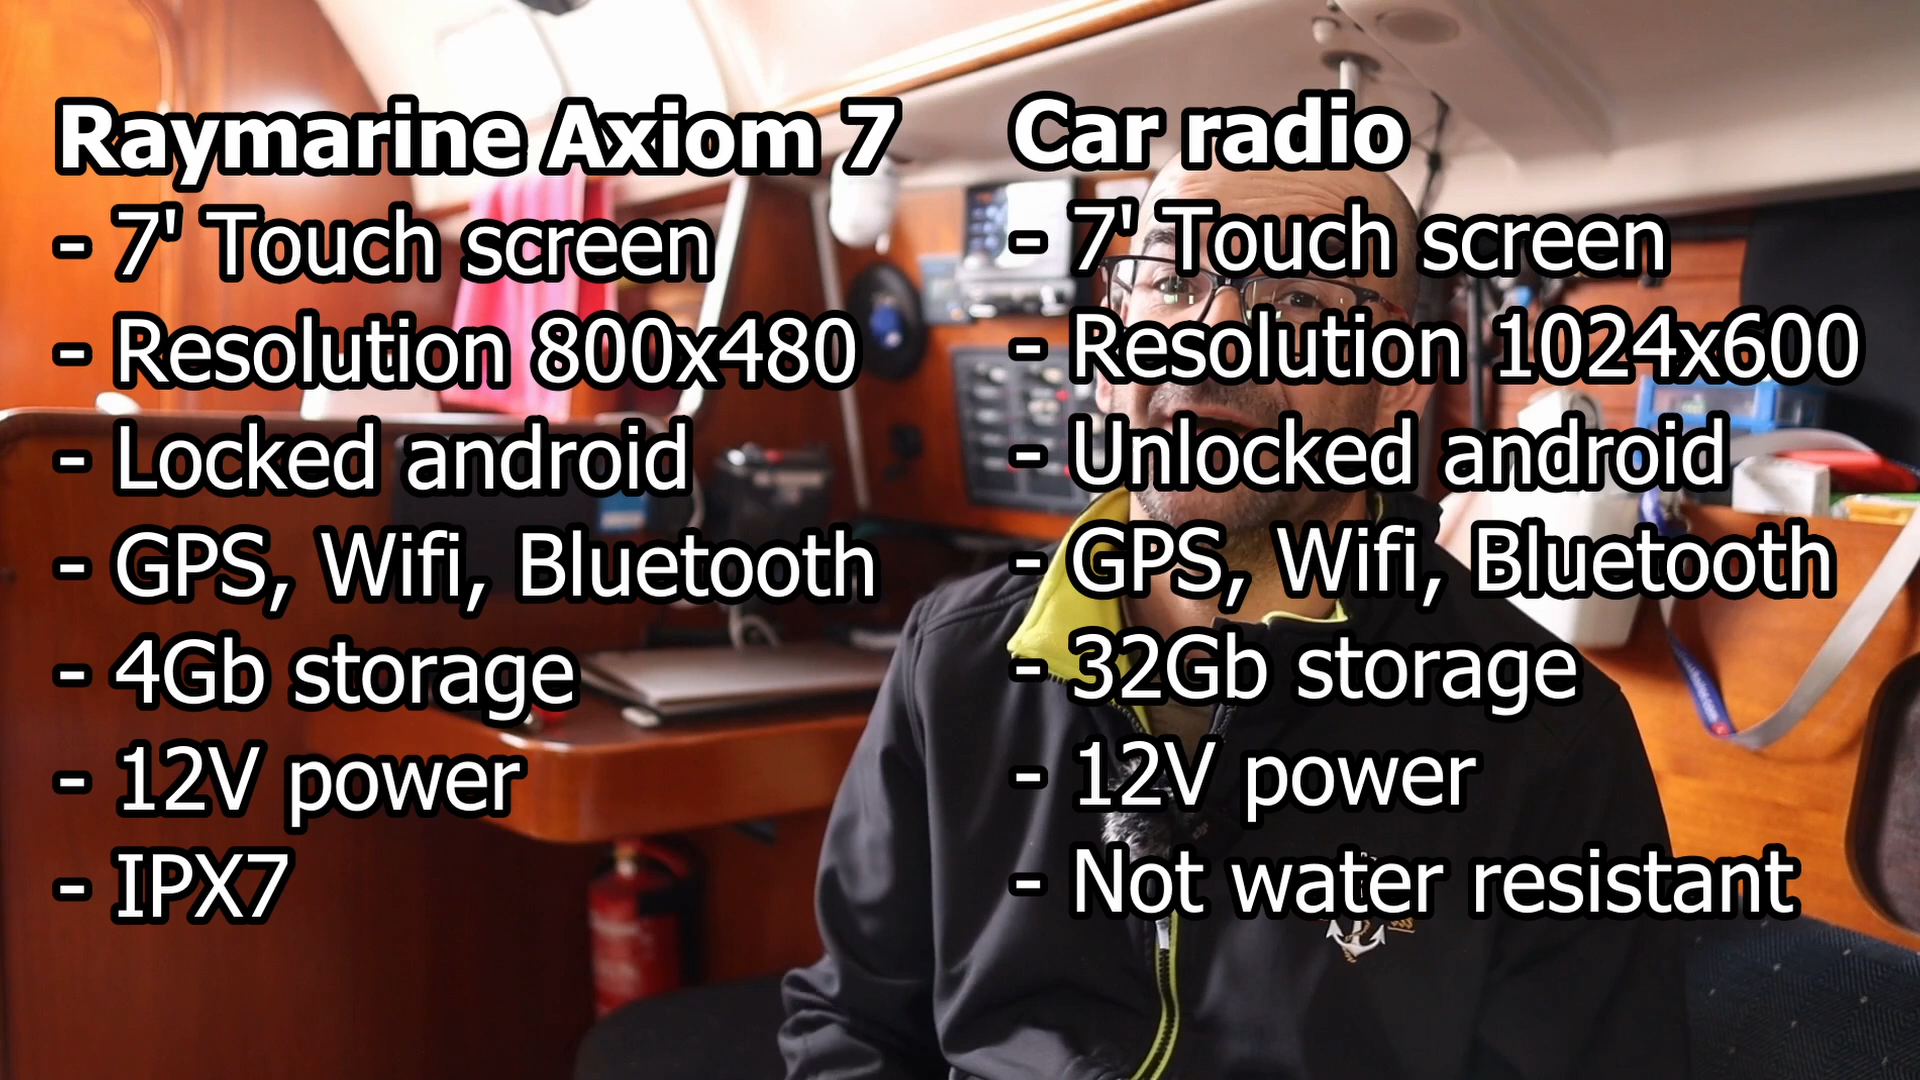 Raymarine Axiom 7
- 7' Touch screen
- Resolution 800x480
- Locked android
- GPS, Wifi, Bluetooth
- 4Gb storage
- 12V power
- IPX7
Car radio
- 7' Touch screen
- Resolution 1024x600
- Unlocked android
- GPS, Wifi, Bluetooth
- 32Gb storage
- 12V power
- Not water resistant